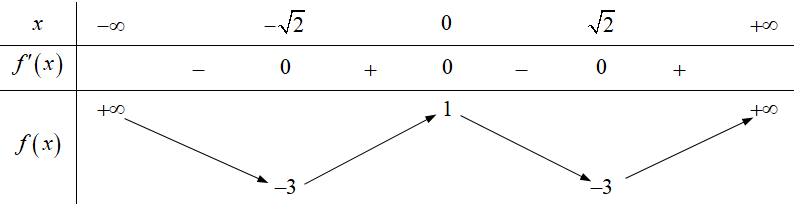 x −∞ −√2 0 √2 +∞
f′(x) − 0 + 0 − 0 +
+∞ 1 +∞
f(x)
−3 −3